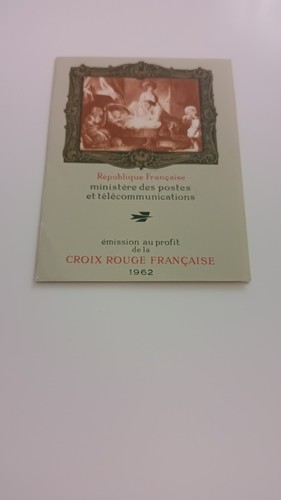 République Française
ministère des postes
et télécommunications
émission au profit
de la
CROIX ROUGE FRANÇAISE
1962